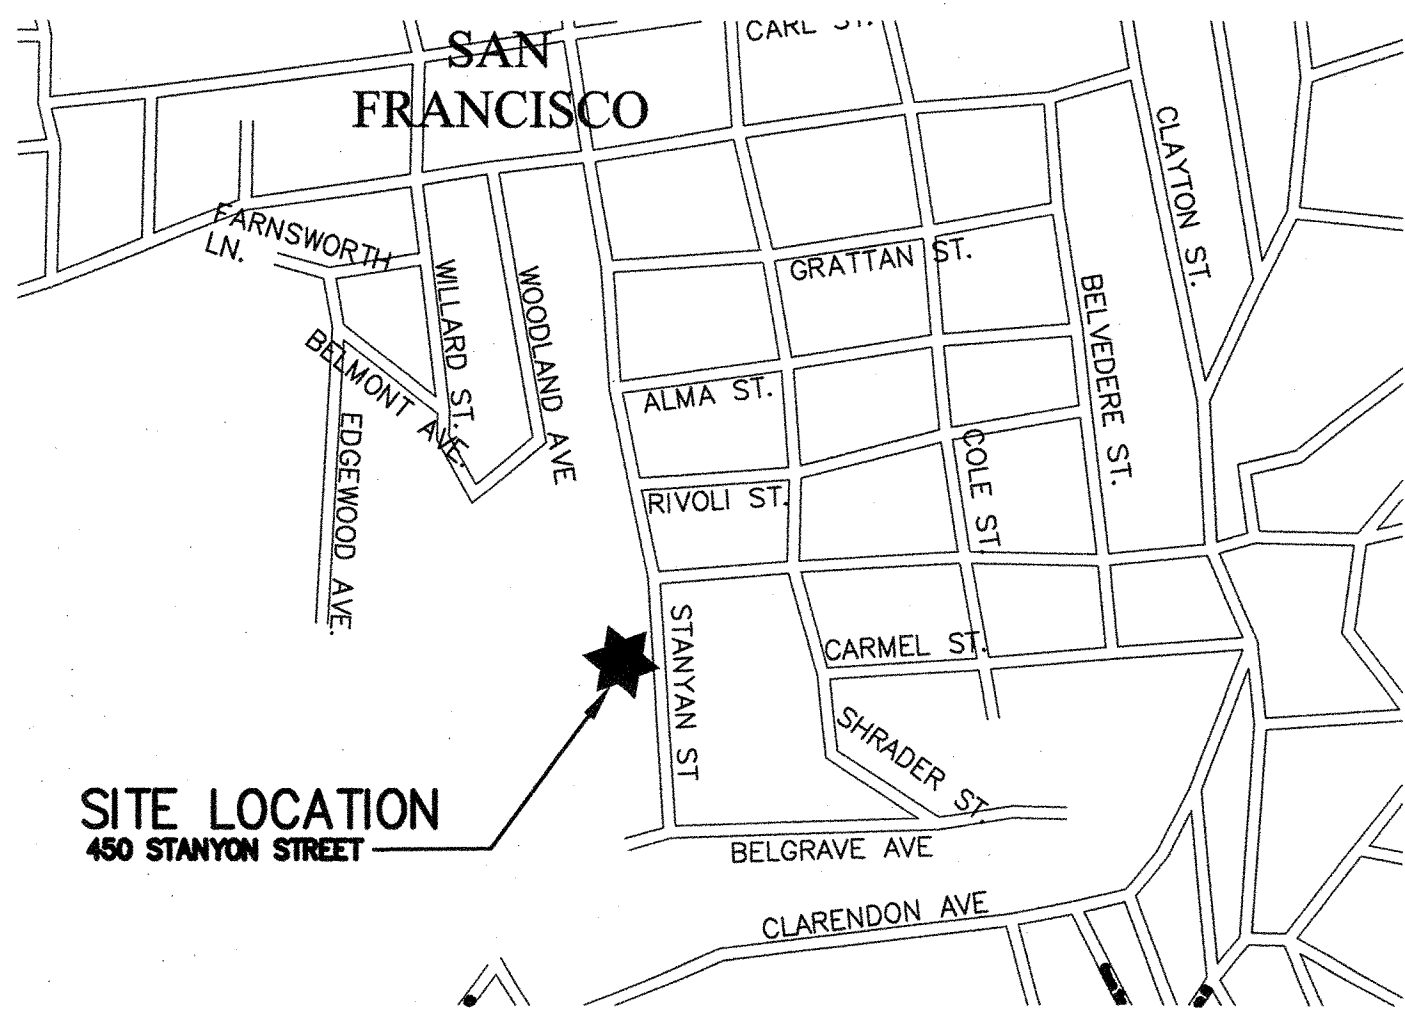 CARL ST.
SAN
FRANCISCO
CLAYTON ST.
FARNSWORTH
LN.
GRATTAN ST.
WILLARD ST.
WOODLAND AVE
BELVEDERE ST.
BELMONT AVE.
ALMA ST.
EDGEWOOD AVE.
COLE ST.
RIVOLI ST.
STANYAN ST
CARMEL ST.
SHRADER ST.
SITE LOCATION
450 STANYON STREET
BELGRAVE AVE
CLARENDON AVE